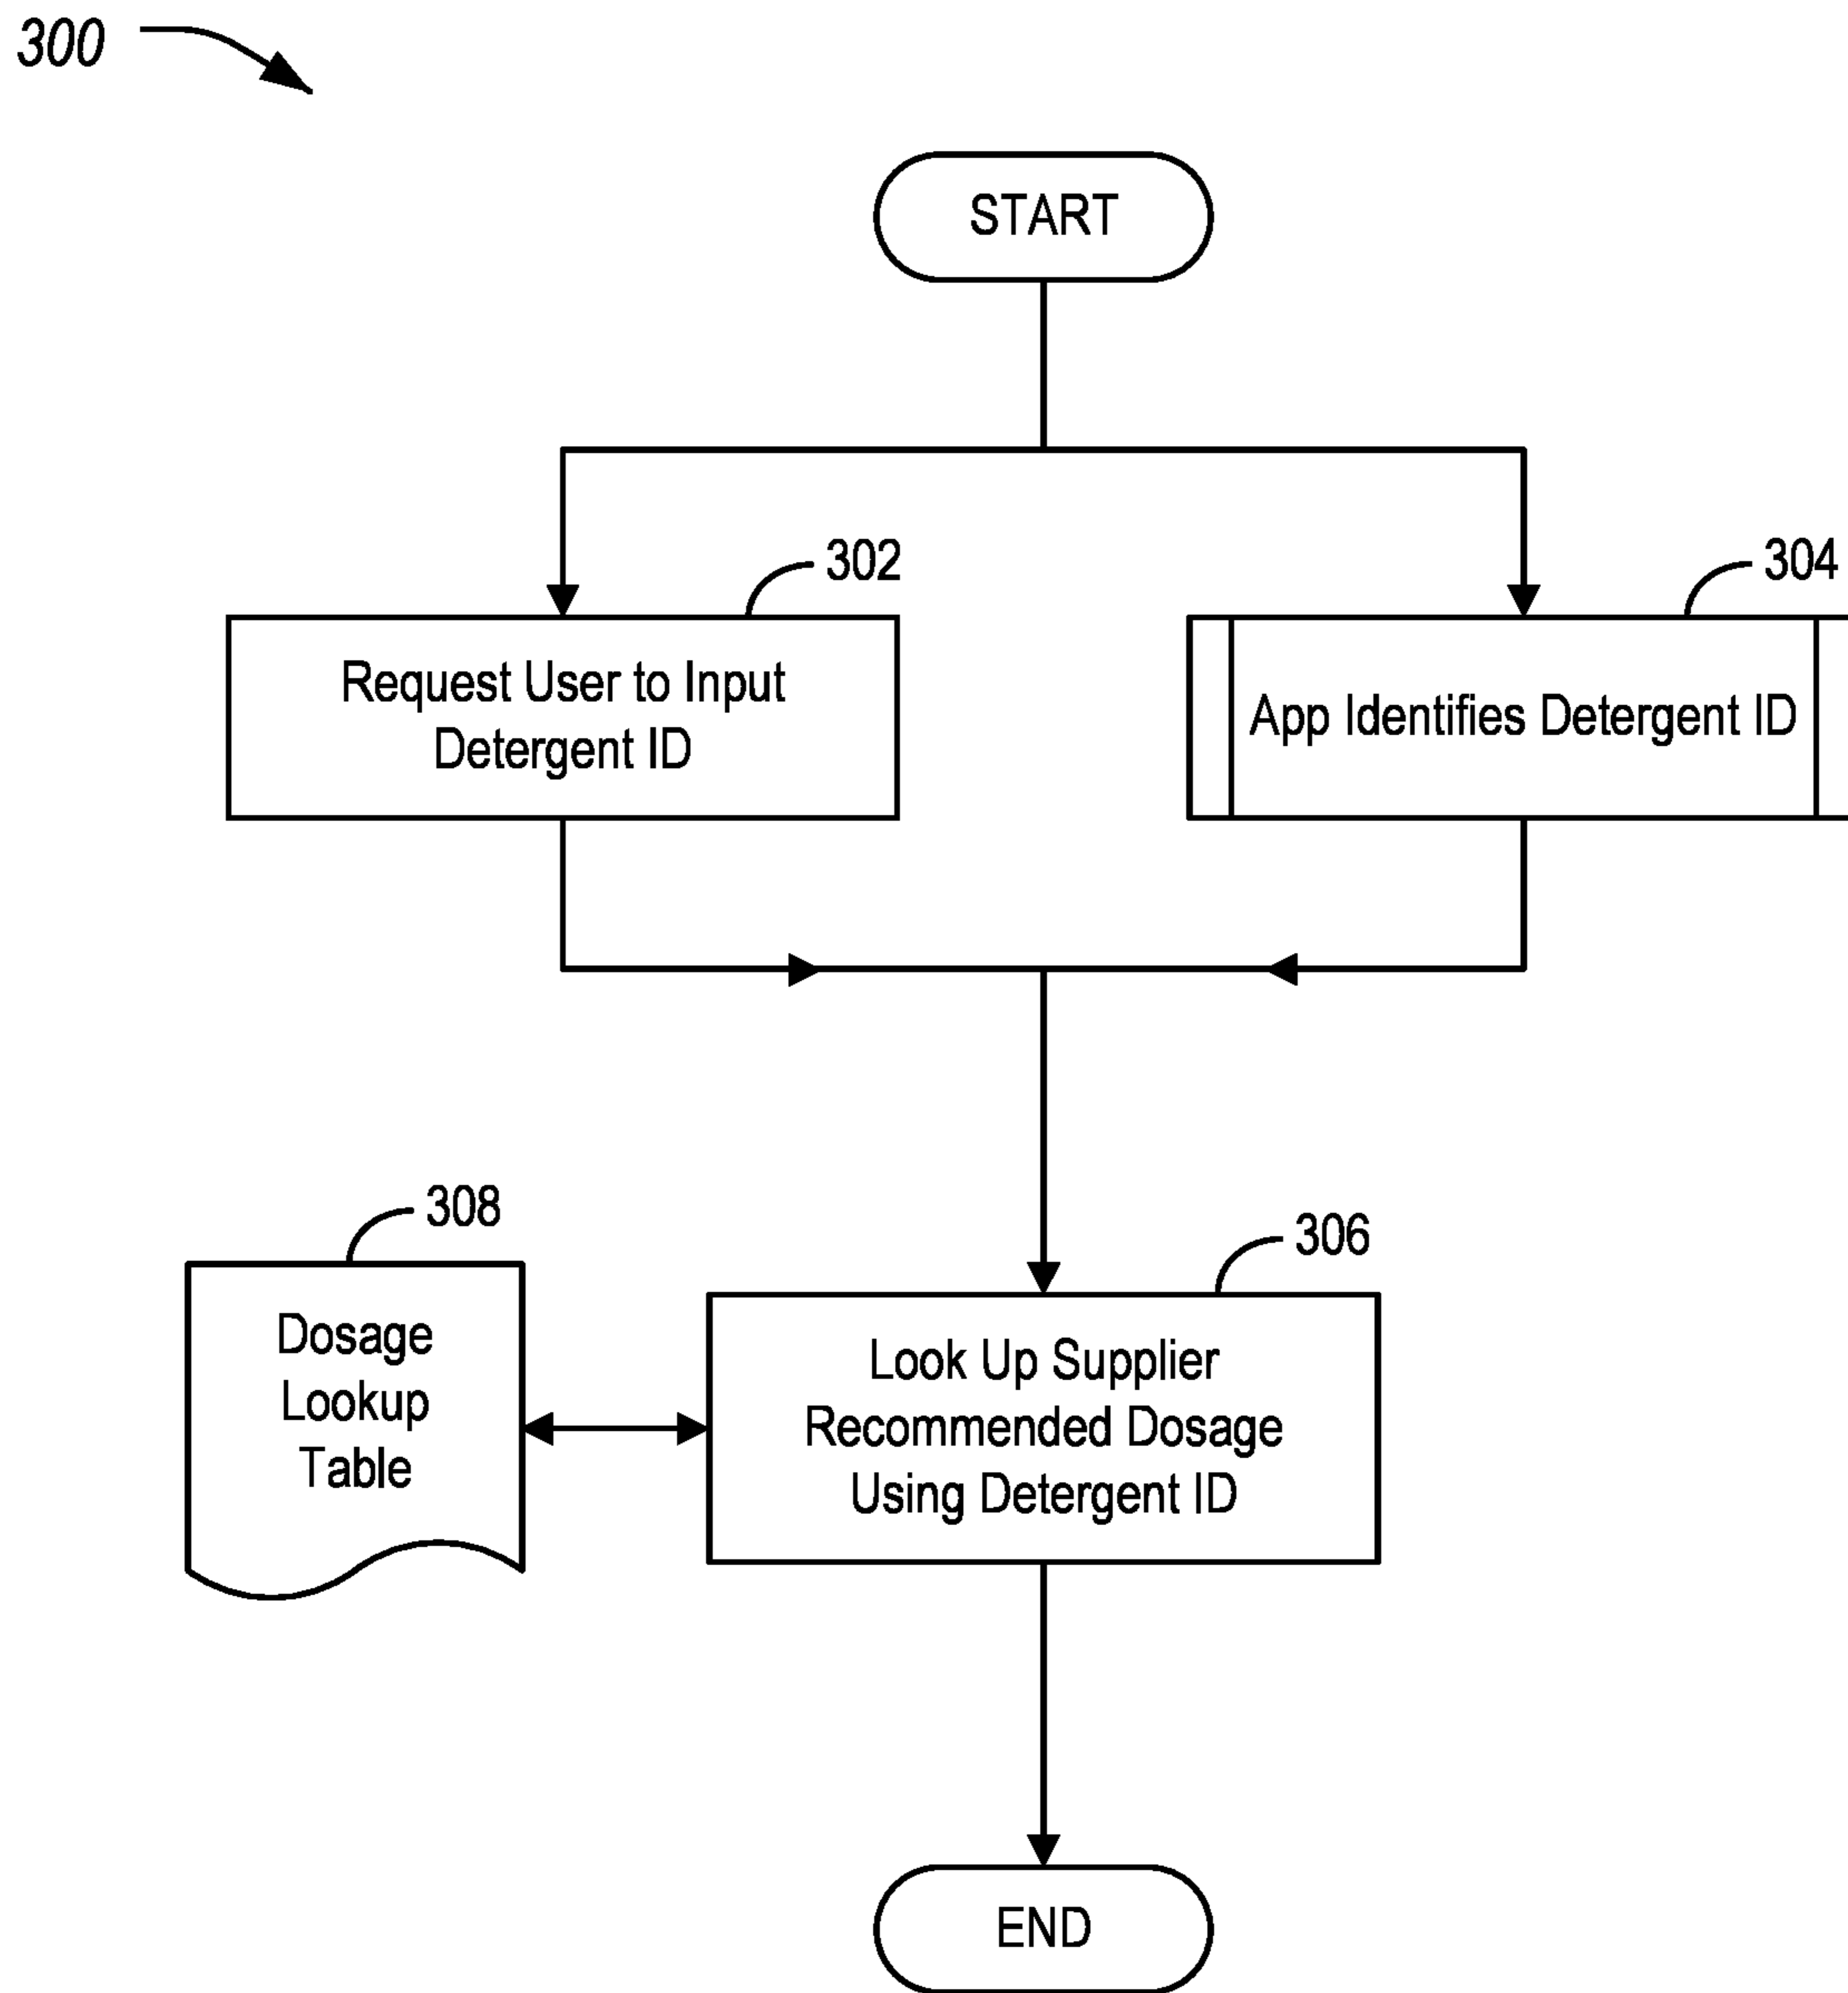 300
START
302
304
Request User to Input
Detergent ID
App Identifies Detergent ID
308
306
Dosage
Lookup
Table
Look Up Supplier
Recommended Dosage
Using Detergent ID
END